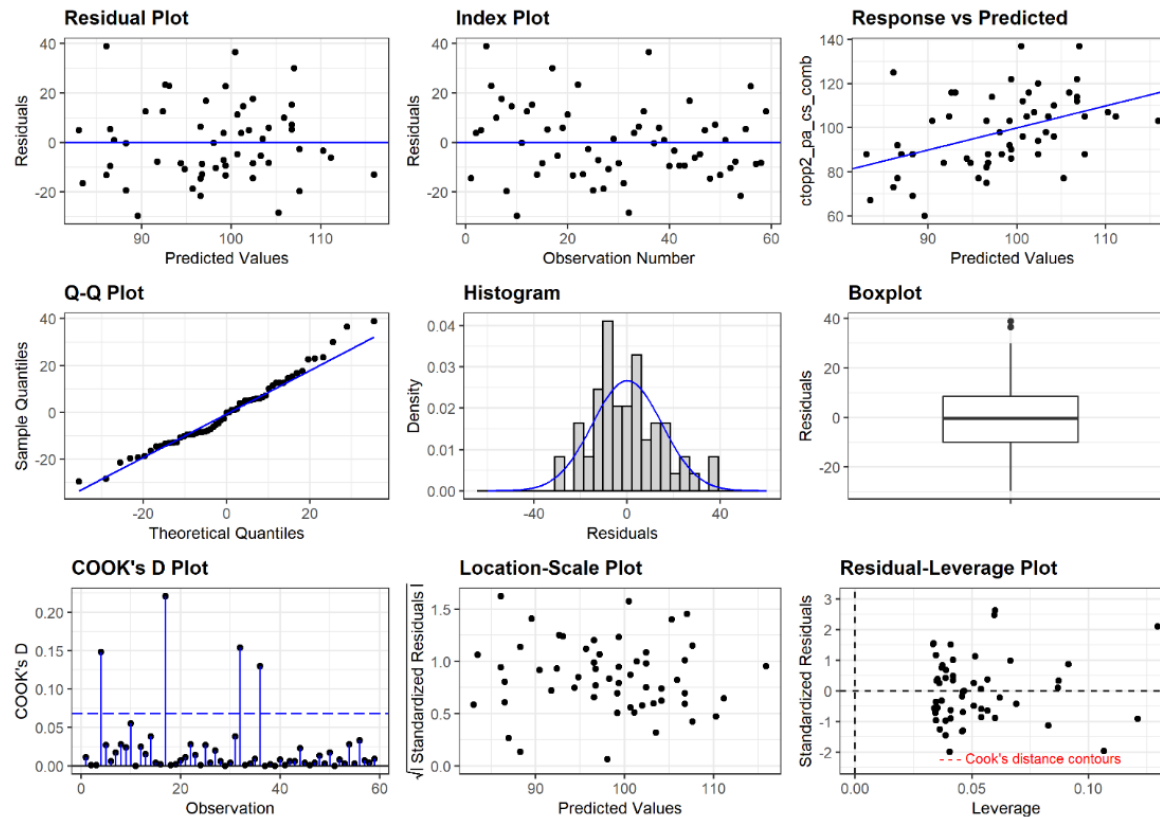 Residual Plot
Residuals
40
20
0
-20
90
100
110
Predicted Values
Index Plot
Residuals
40
20
0
-20
0
20
40
60
Observation Number
Response vs Predicted
ctopp2_pa_cs_comb
140
120
100
80
60
90
100
110
Predicted Values
Q-Q Plot
Sample Quantiles
40
20
0
-20
-20
0
20
Theoretical Quantiles
Histogram
Density
0.04
0.03
0.02
0.01
0.00
-40
0
40
Residuals
Boxplot
Residuals
40
20
0
-20
COOK's D Plot
COOK's D
0.20
0.15
0.10
0.05
0.00
0
20
40
60
Observation
Location-Scale Plot
√| Standardized Residuals |
1.5
1.0
0.5
0.0
90
100
110
Predicted Values
Residual-Leverage Plot
Standardized Residuals
3
2
1
0
-1
-2
Cook's distance contours
0.00
0.05
0.10
Leverage